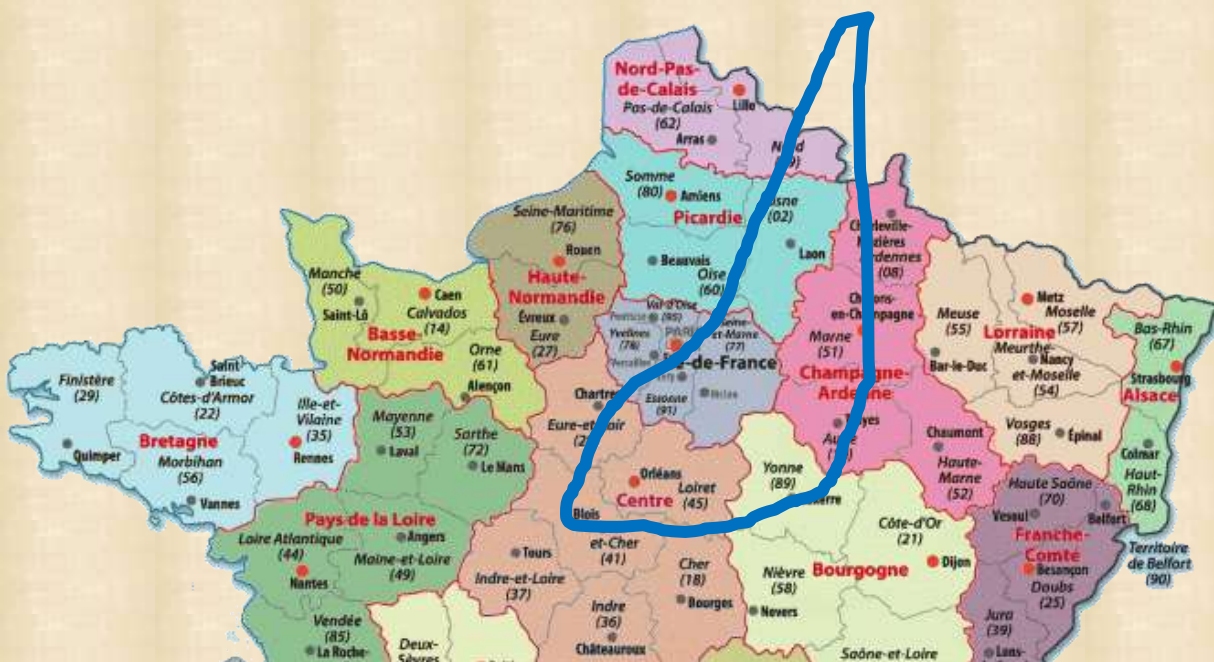 Nord-Pas-
de-Calais
Pas-de-Calais
(62)
Lille
Arras
Somme
(80)
Amiens
Picardie
(02)
Laon
Beauvais
Oise
(60)
Seine-Maritime
(76)
Rouen
Haute-
Normandie
Évreux
Eure
(27)
Manche
(50)
Saint-Lô
Caen
Calvados
(14)
Basse-
Normandie
Orne
(61)
Alençon
Val-d'Oise
(95)
Yvelines
(78)
et-Marne
(77)
-de-France
Essonne
(91)
(08)
en-Champagne
Marne
(51)
Champagne-
Chaumont
Haute-
Marne
(52)
Meuse
(55)
Bar-le-Duc
Metz
Moselle
(57)
Lorraine
Meurthe-
Nancy
et-Moselle
(54)
Vosges
(88)
Épinal
Bas-Rhin
(67)
Strasbourg
Alsace
Colmar
Haut-
Rhin
(68)
Finistère
(29)
Quimper
Saint-
Brieuc
Côtes-d'Armor
(22)
Bretagne
Morbihan
(56)
Vannes
Ille-et-
Vilaine
(35)
Rennes
Mayenne
(53)
Laval
Sarthe
(72)
Le Mans
Pays de la Loire
Loire Atlantique
(44)
Nantes
Angers
Maine-et-Loire
(49)
Vendée
(85)
La Roche-
Deux-
Sèvres
Orléans
Centre
Loiret
(45)
Blois
et-Cher
(41)
Tours
Indre-et-Loire
(37)
Cher
(18)
Bourges
Indre
(36)
Châteauroux
Yonne
(89)
Côte-d'Or
(21)
Dijon
Bourgogne
Nièvre
(58)
Nevers
Saône-et-Loire
Haute Saône
(70)
Vesoul
Belfort
Franche-
Comté
Besançon
Doubs
(25)
Jura
(39)
Lons-
Territoire
de Belfort
(90)